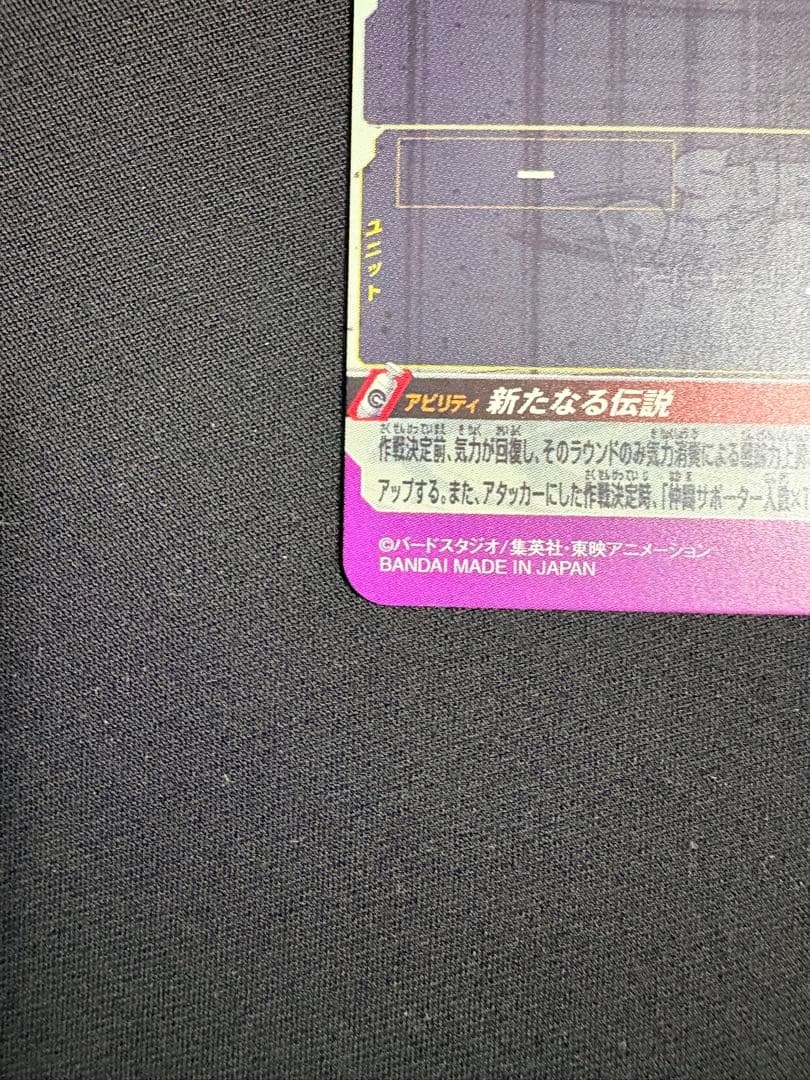 ー
ユニット
アビリティ 新たなる伝説
作戦決定前、気力が回復し、そのラウンドのみ気力消費による
アップする。また、アタッカーにした作戦決定時、「仲間サポーター人数×
©バードスタジオ/集英社・東映アニメーション
BANDAI MADE IN JAPAN